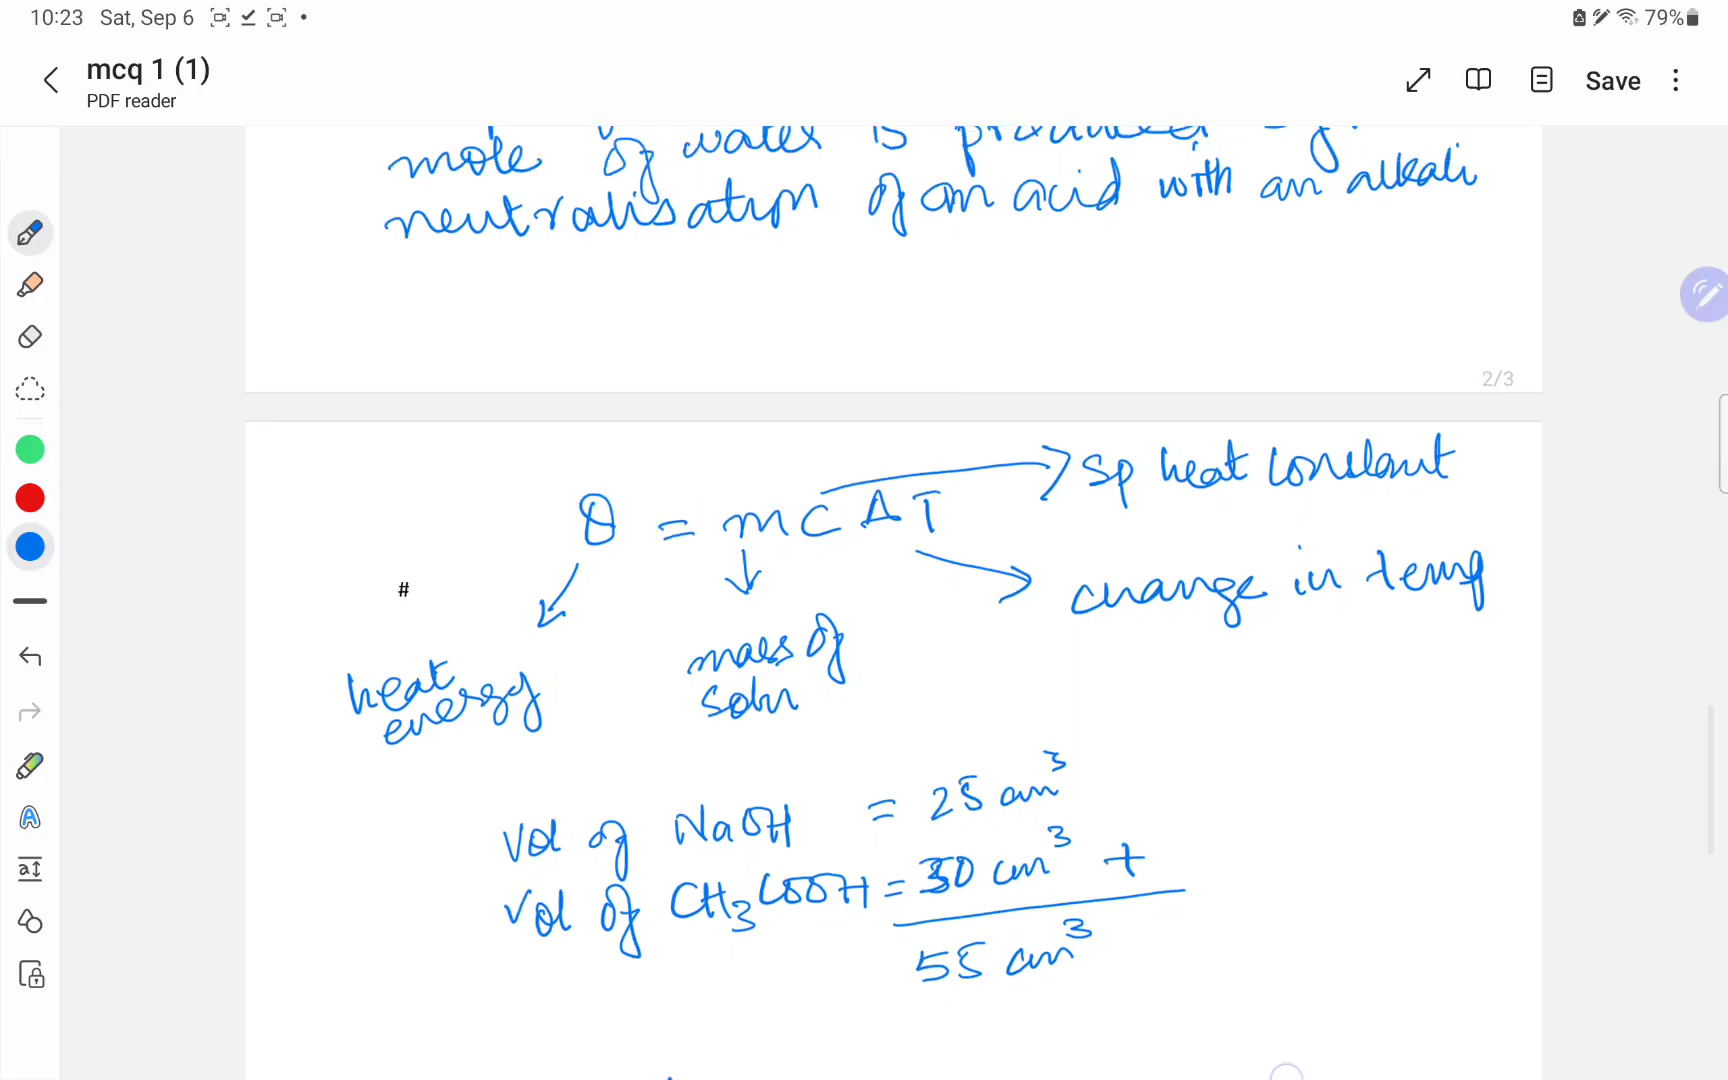 10:23 Sat, Sep 6
79%
mcq 1 (1)
PDF reader
Save
mole of water is
neutralisation of an acid with an alkali
2/3
Q = mCΔT
sp heat constant
change in temp
#
heat
energy
mass of
soln
vol of NaOH = 25 cm³
vol of CH₃COOH = 30 cm³ +
55 cm³